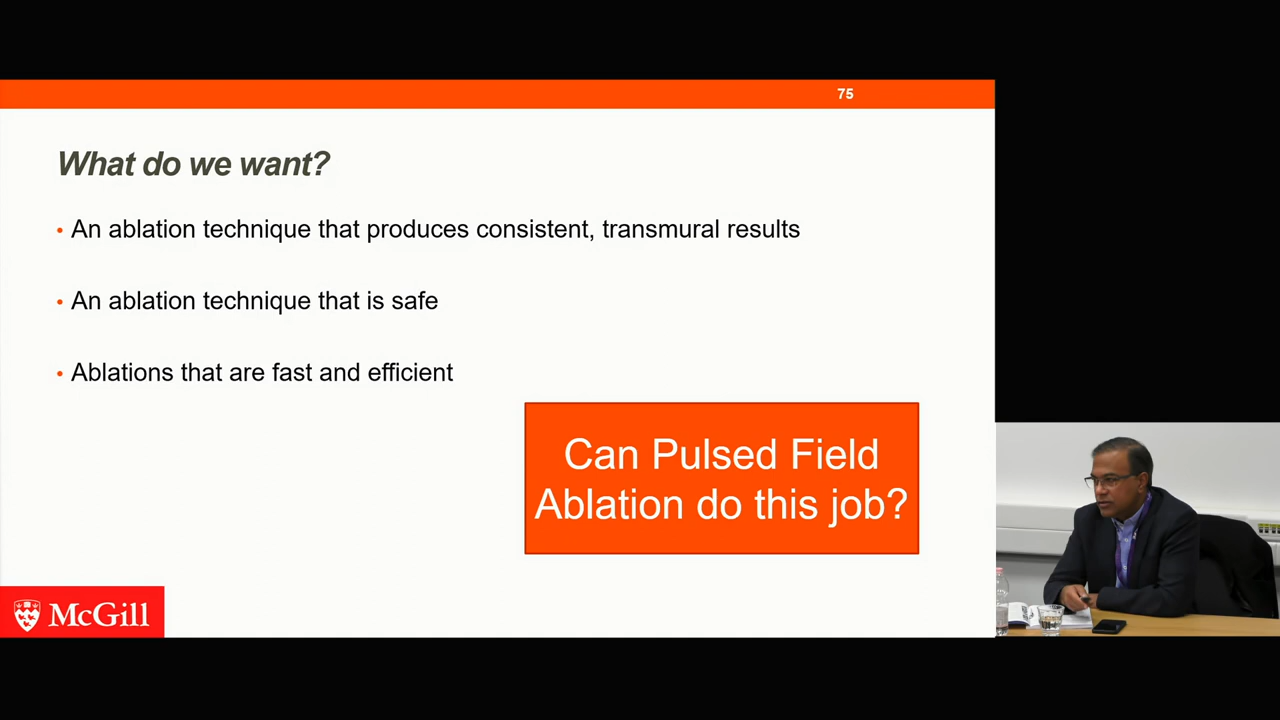 75
What do we want?
• An ablation technique that produces consistent, transmural results
• An ablation technique that is safe
• Ablations that are fast and efficient
Can Pulsed Field
Ablation do this job?
McGill